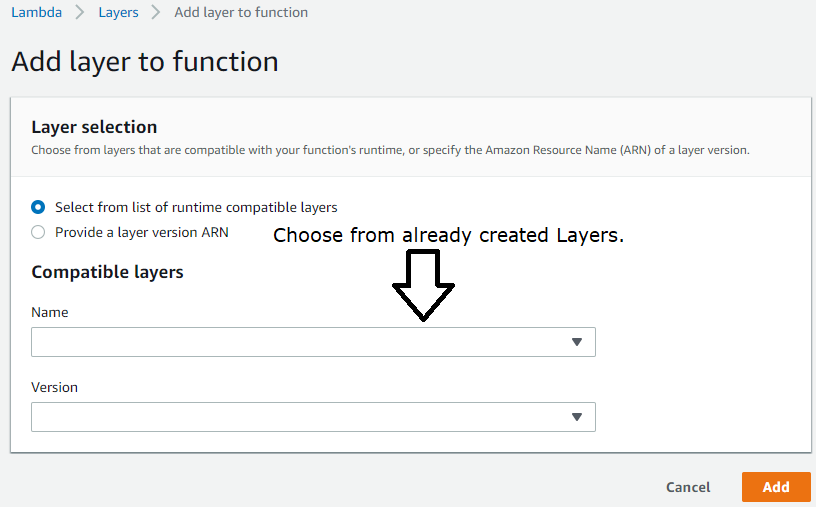 Lambda > Layers > Add layer to function
Add layer to function
Layer selection
Choose from layers that are compatible with your function's runtime, or specify the Amazon Resource Name (ARN) of a layer version.
Select from list of runtime compatible layers
Provide a layer version ARN
Choose from already created Layers.
Compatible layers
Name
Version
Cancel Add